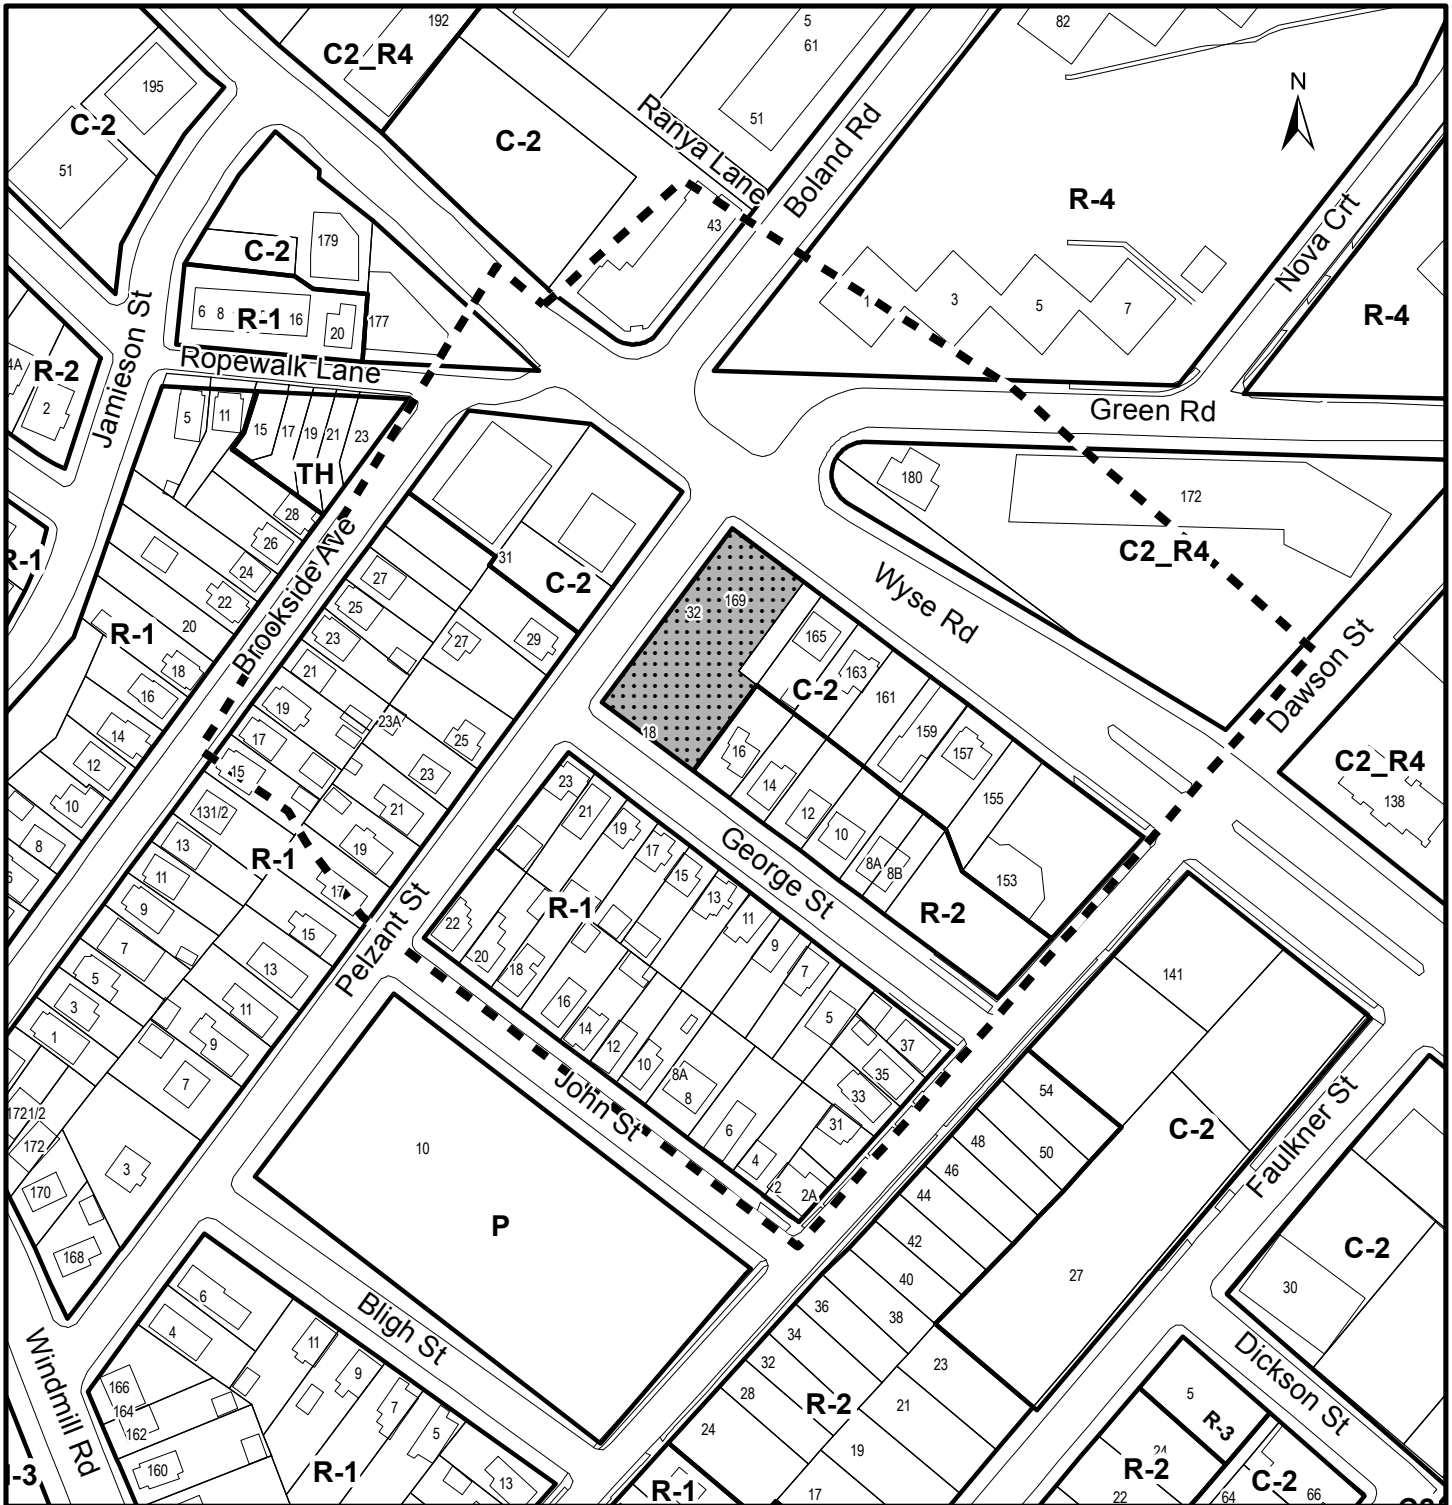 192
5
61
82
C2_R4
195
C-2
51
C-2
Ranya Lane
51
Boland Rd
N
R-4
43
179
C-2
Nova Crt
Jamieson St
6
8
R-1
16
20
177
1
3
5
7
R-4
4A
R-2
2
Ropewalk Lane
Green Rd
5
11
15
17
19
21
23
TH
28
180
172
C2_R4
R-1
26
24
22
Brookside Ave
31
C-2
27
25
23
27
29
Wyse Rd
169
32
20
R-1
18
16
14
12
10
8
21
19
17
15
23A
25
23
21
19
17
165
163
C-2
161
159
157
155
153
Dawson St
C2_R4
138
18
16
14
12
10
8A
8B
R-2
George St
131/2
13
R-1
11
9
7
5
3
1
15
13
11
9
7
Pelzant St
23
21
19
17
15
13
11
9
7
5
37
35
33
31
R-1
22
20
18
16
14
12
10
8A
8
6
4
2
2A
John St
141
54
50
48
46
44
42
40
38
36
34
32
28
24
C-2
Faulkner St
27
C-2
30
1721/2
172
170
168
3
10
P
Bligh St
6
4
11
9
7
5
13
166
164
162
160
R-1
Windmill Rd
23
21
19
17
R-2
R-1
Dickson St
5
R-3
24
R-2
22
C-2
64
66